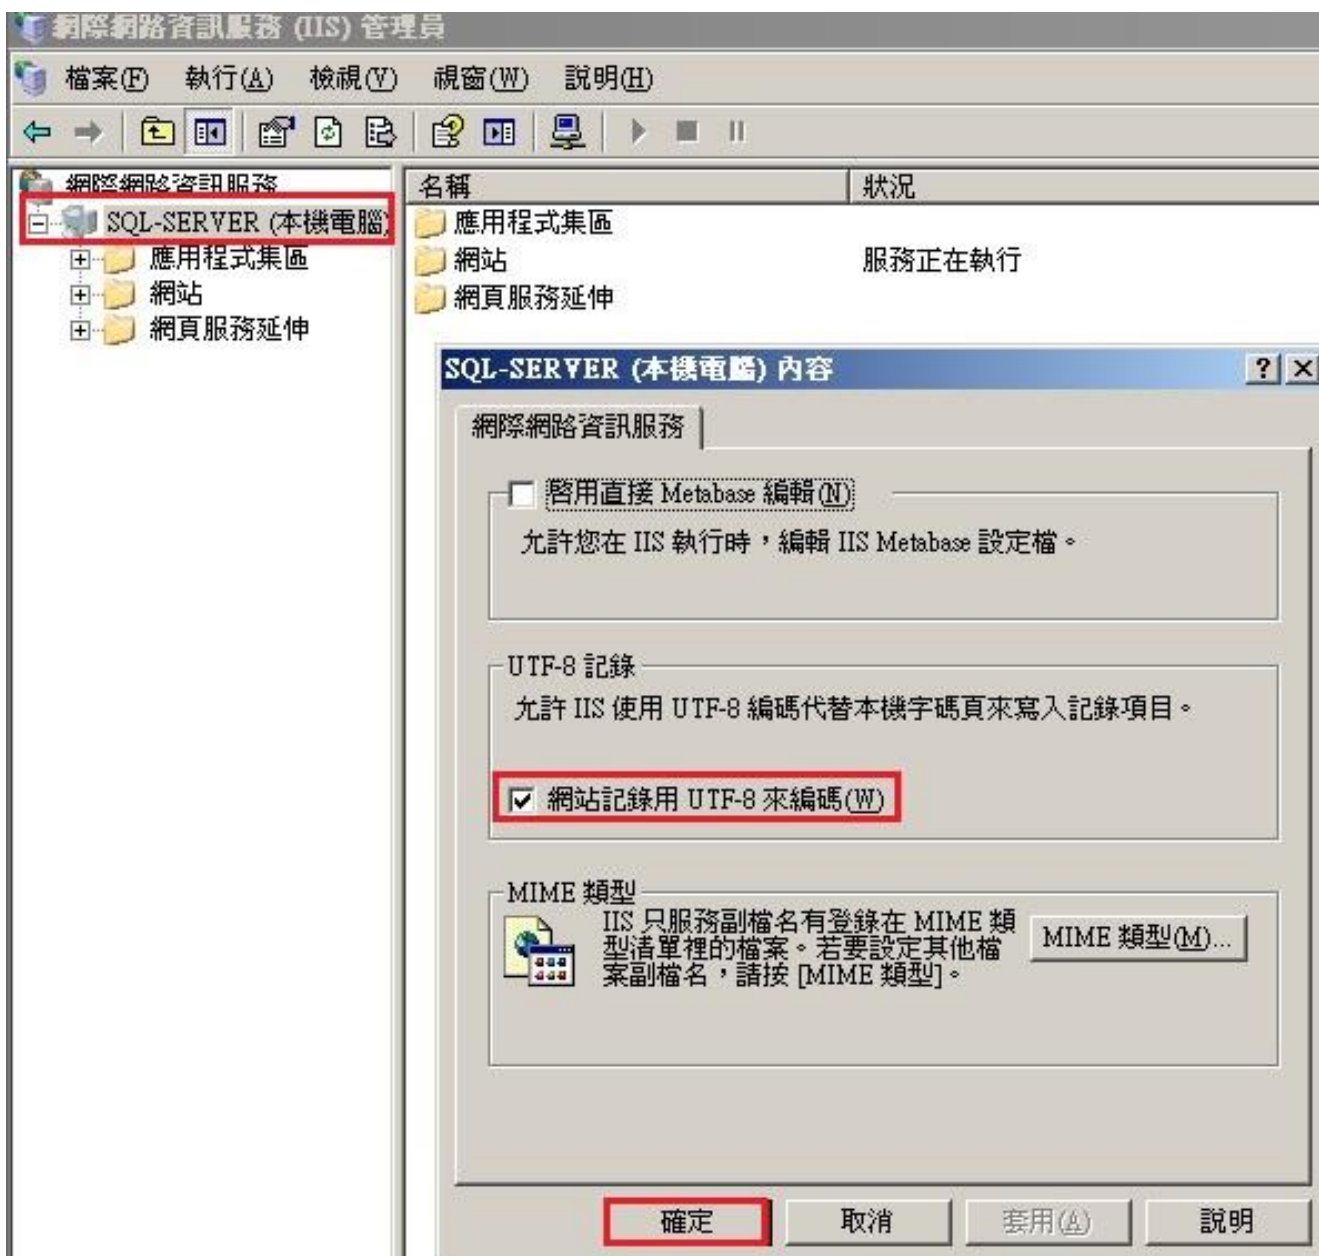 網際網路資訊服務 (IIS) 管理員
檔案(F) 執行(A) 檢視(V) 視窗(W) 說明(H)
網際網路資訊服務
SQL-SERVER (本機電腦)
應用程式集區
網站
網頁服務延伸
名稱 狀況
應用程式集區
網站 服務正在執行
網頁服務延伸
SQL-SERVER (本機電腦) 內容
網際網路資訊服務
啓用直接 Metabase 編輯(N)
允許您在 IIS 執行時，編輯 IIS Metabase 設定檔。
UTF-8 記錄
允許 IIS 使用 UTF-8 編碼代替本機字碼頁來寫入記錄項目。
網站記錄用 UTF-8 來編碼(W)
MIME 類型
IIS 只服務副檔名有登錄在 MIME 類
型清單裡的檔案。若要設定其他檔
案副檔名，請按 [MIME 類型]。
MIME 類型(M)...
確定 取消 套用(A) 說明